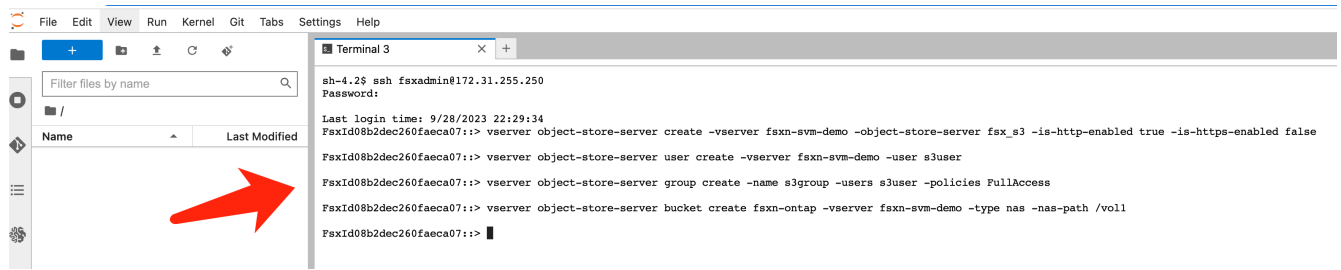 File Edit View Run Kernel Git Tabs Settings Help
+
Filter files by name
/
Name Last Modified
Terminal 3
sh-4.2$ ssh fsxadmin@172.31.255.250
Password:
Last login time: 9/28/2023 22:29:34
FsxId08b2dec260faeca07::> vserver object-store-server create -vserver fsxn-svm-demo -object-store-server fsx_s3 -is-http-enabled true -is-https-enabled false
FsxId08b2dec260faeca07::> vserver object-store-server user create -vserver fsxn-svm-demo -user s3user
FsxId08b2dec260faeca07::> vserver object-store-server group create -name s3group -users s3user -policies FullAccess
FsxId08b2dec260faeca07::> vserver object-store-server bucket create fsxn-ontap -vserver fsxn-svm-demo -type nas -nas-path /vol1
FsxId08b2dec260faeca07::>